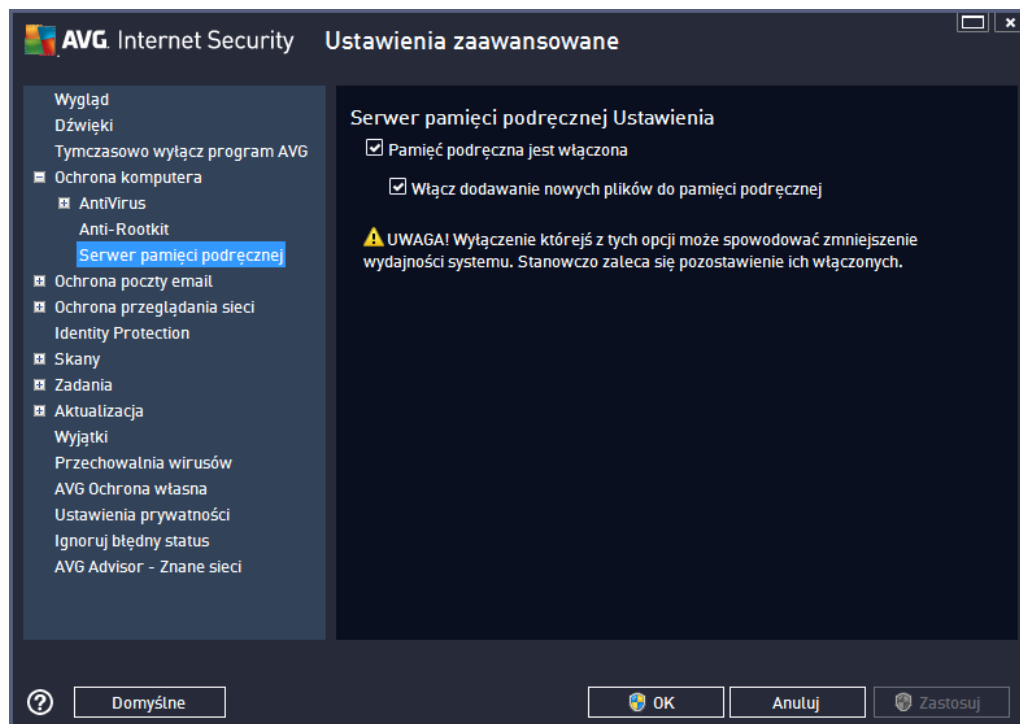 AVG. Internet Security Ustawienia zaawansowane
Wygląd
Dźwięki
Tymczasowo wyłącz program AVG
Ochrona komputera
AntiVirus
Anti-Rootkit
Serwer pamięci podręcznej
Ochrona poczty email
Ochrona przeglądania sieci
Identity Protection
Skany
Zadania
Aktualizacja
Wyjątki
Przechowalnia wirusów
AVG Ochrona własna
Ustawienia prywatności
Ignoruj błędny status
AVG Advisor - Znane sieci
Serwer pamięci podręcznej Ustawienia
Pamięć podręczna jest włączona
Włącz dodawanie nowych plików do pamięci podręcznej
UWAGA! Wyłączenie którejś z tych opcji może spowodować zmniejszenie
wydajności systemu. Stanowczo zaleca się pozostawienie ich włączonych.
Domyślne
OK
Anuluj
Zastosuj